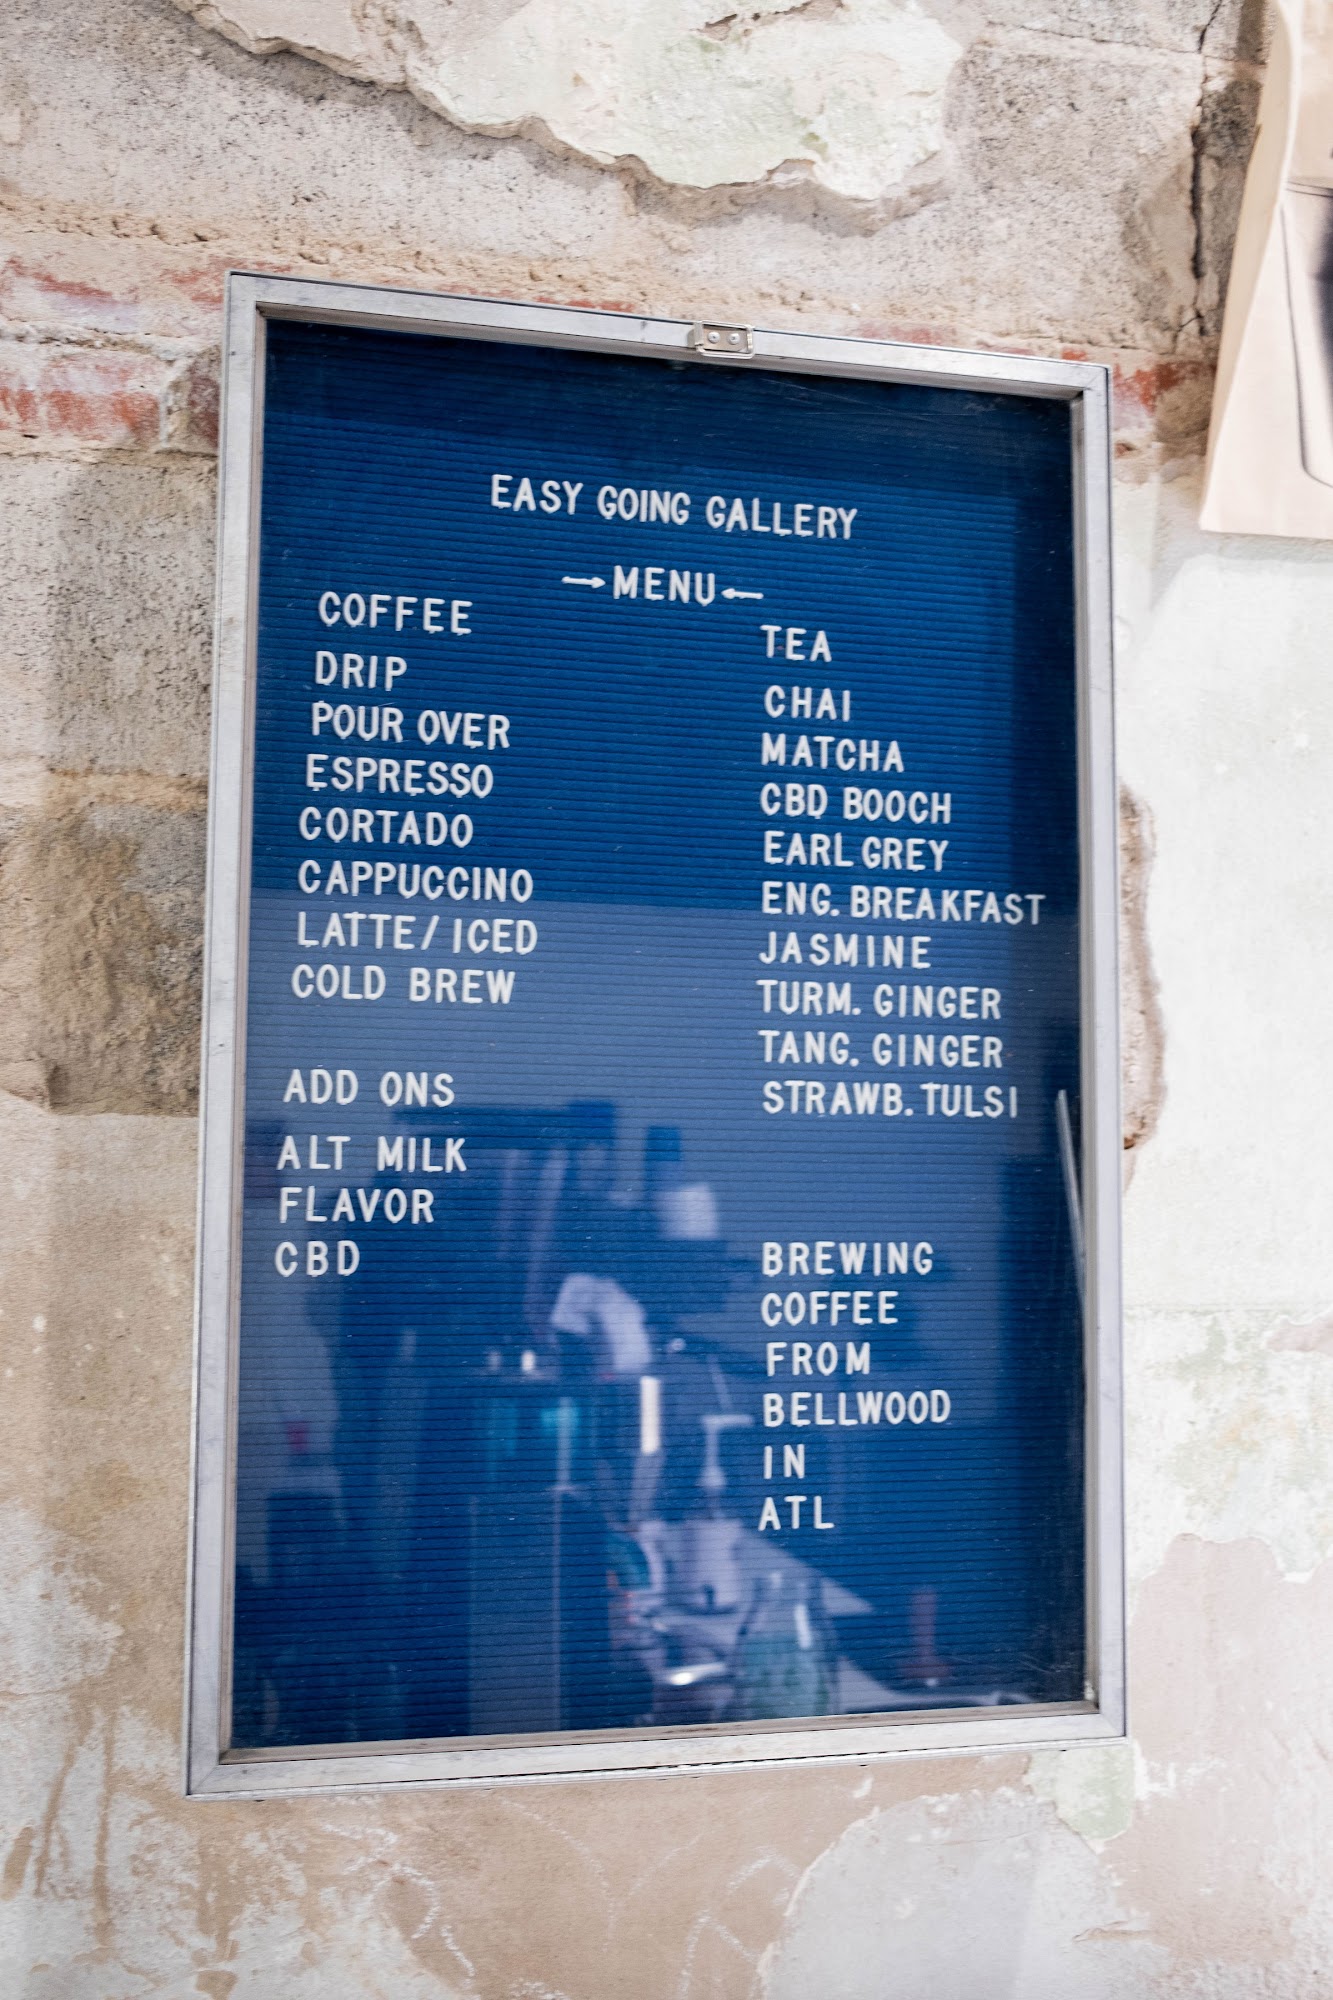 EASY GOING GALLERY
→MENU←
COFFEE
DRIP
POUR OVER
ESPRESSO
CORTADO
CAPPUCCINO
LATTE/ ICED
COLD BREW
ADD ONS
ALT MILK
FLAVOR
CBD
TEA
CHAI
MATCHA
CBD BOOCH
EARL GREY
ENG. BREAKFAST
JASMINE
TURM. GINGER
TANG. GINGER
STRAWB. TULSI
BREWING
COFFEE
FROM
BELLWOOD
IN
ATL